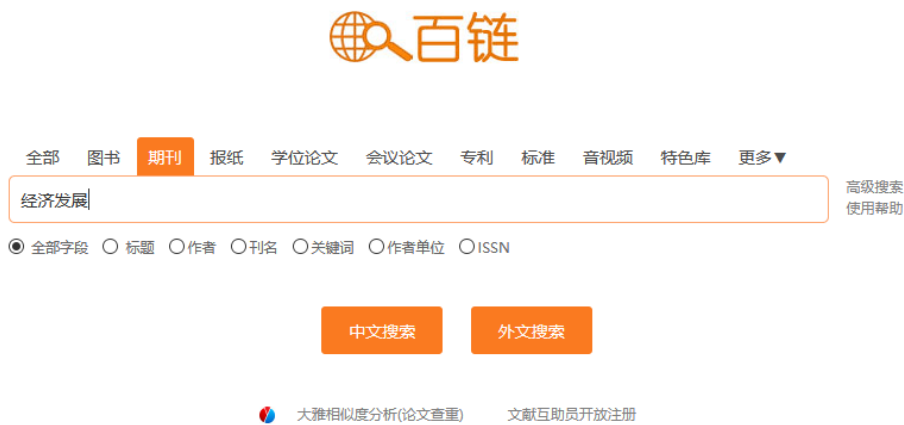 百链
全部 图书 期刊 报纸 学位论文 会议论文 专利 标准 音视频 特色库 更多▼
经济发展
高级搜索
使用帮助
全部字段 标题 作者 刊名 关键词 作者单位 ISSN
中文搜索 外文搜索
大雅相似度分析(论文查重) 文献互助员开放注册